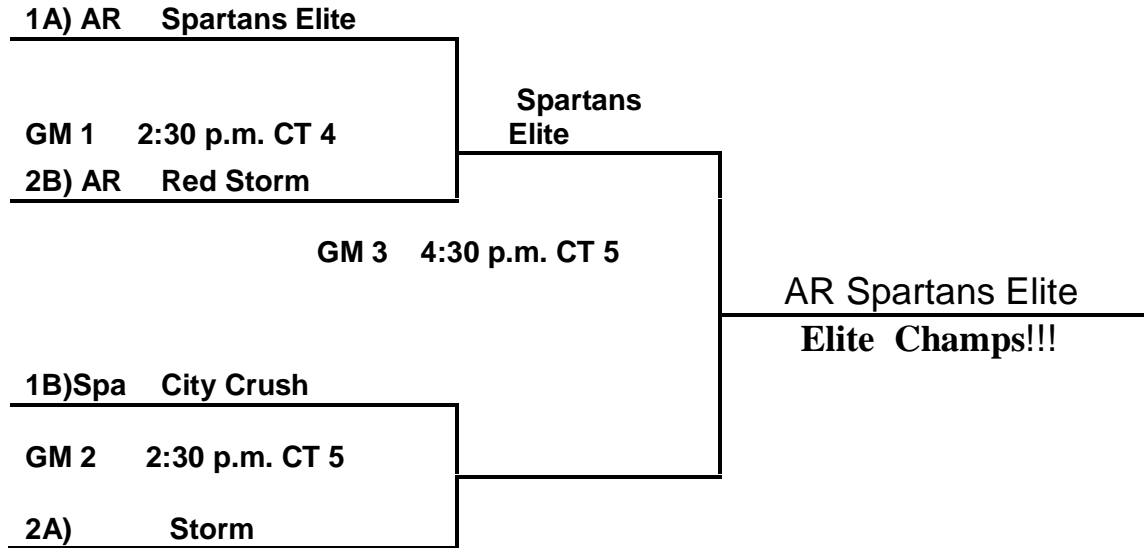 1A) AR Spartans Elite
Spartans
Elite
GM 1 2:30 p.m. CT 4
2B) AR Red Storm
GM 3 4:30 p.m. CT 5
AR Spartans Elite
Elite Champs!!!
1B)Spa City Crush
GM 2 2:30 p.m. CT 5
2A) Storm